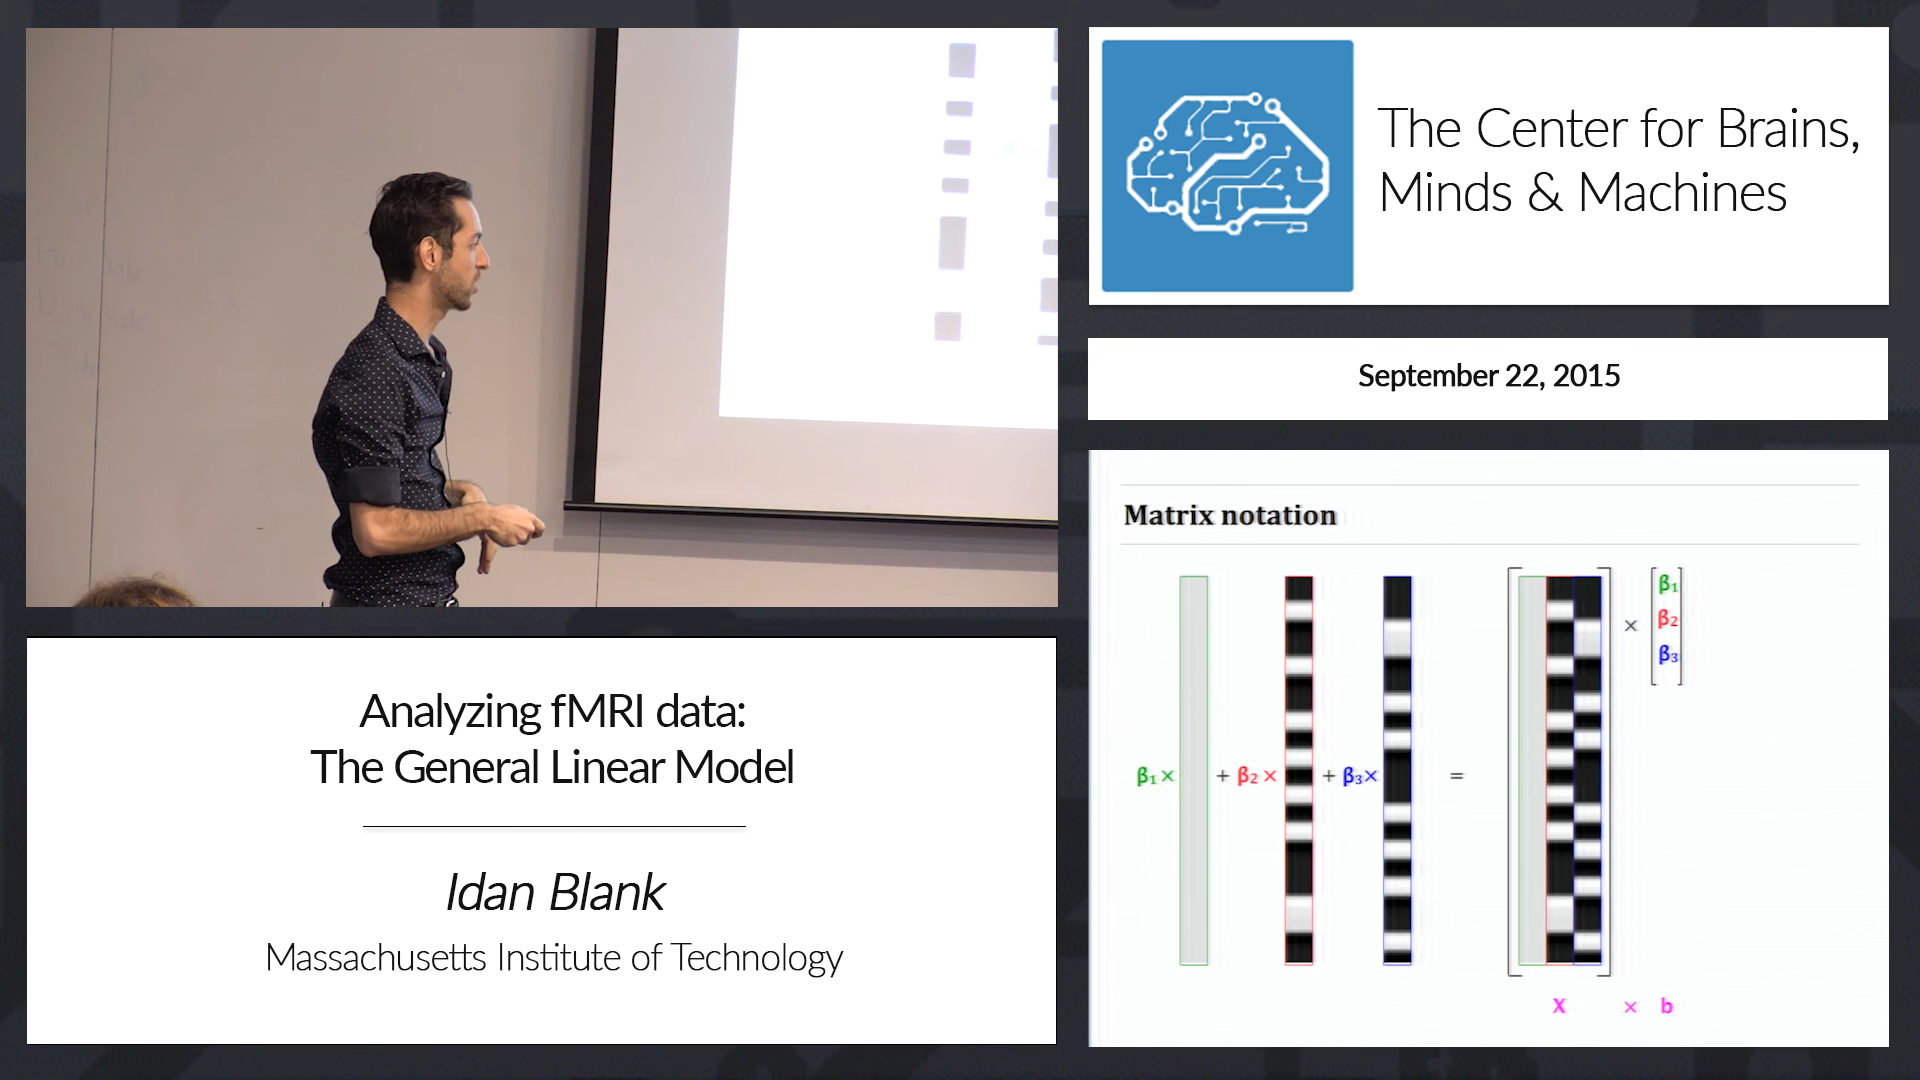 The Center for Brains,
Minds & Machines
September 22, 2015
Analyzing fMRI data:
The General Linear Model
Idan Blank
Massachusetts Institute of Technology
Matrix notation
β₁ × + β₂ × + β₃× = × β₁
β₂
β₃
X × b